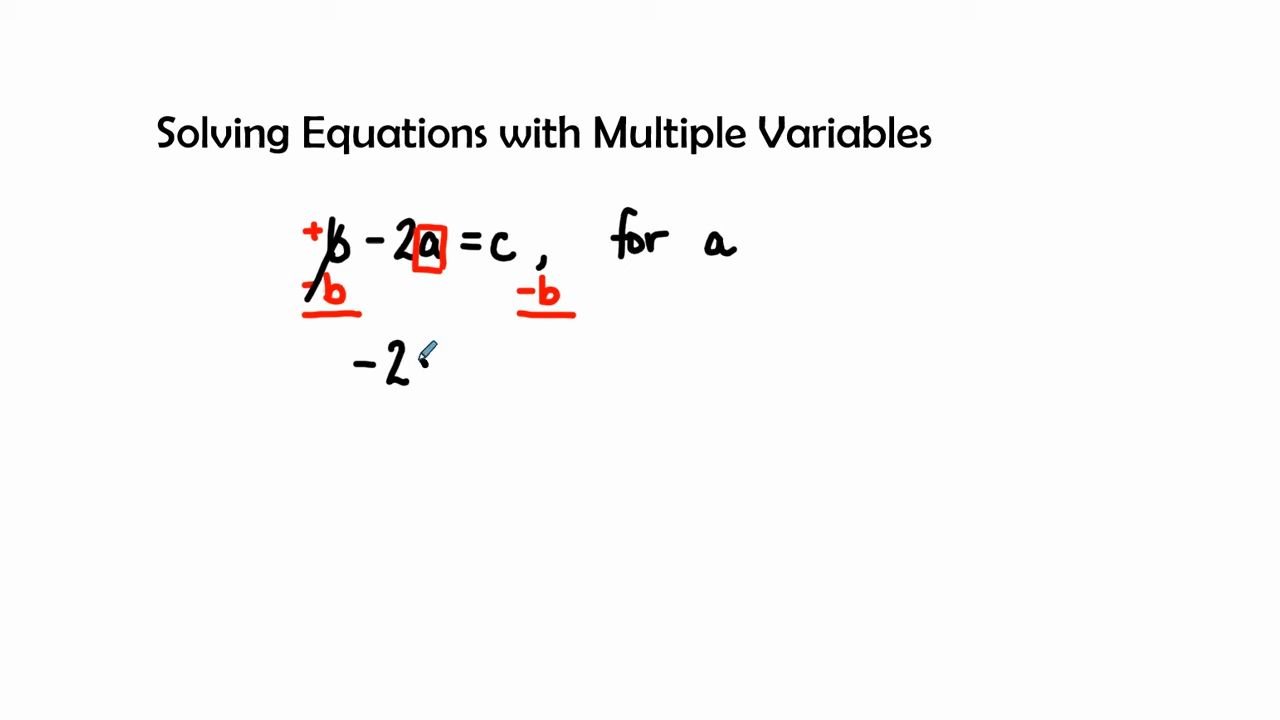 Solving Equations with Multiple Variables
+b - 2a = c, for a
-b -b
-2